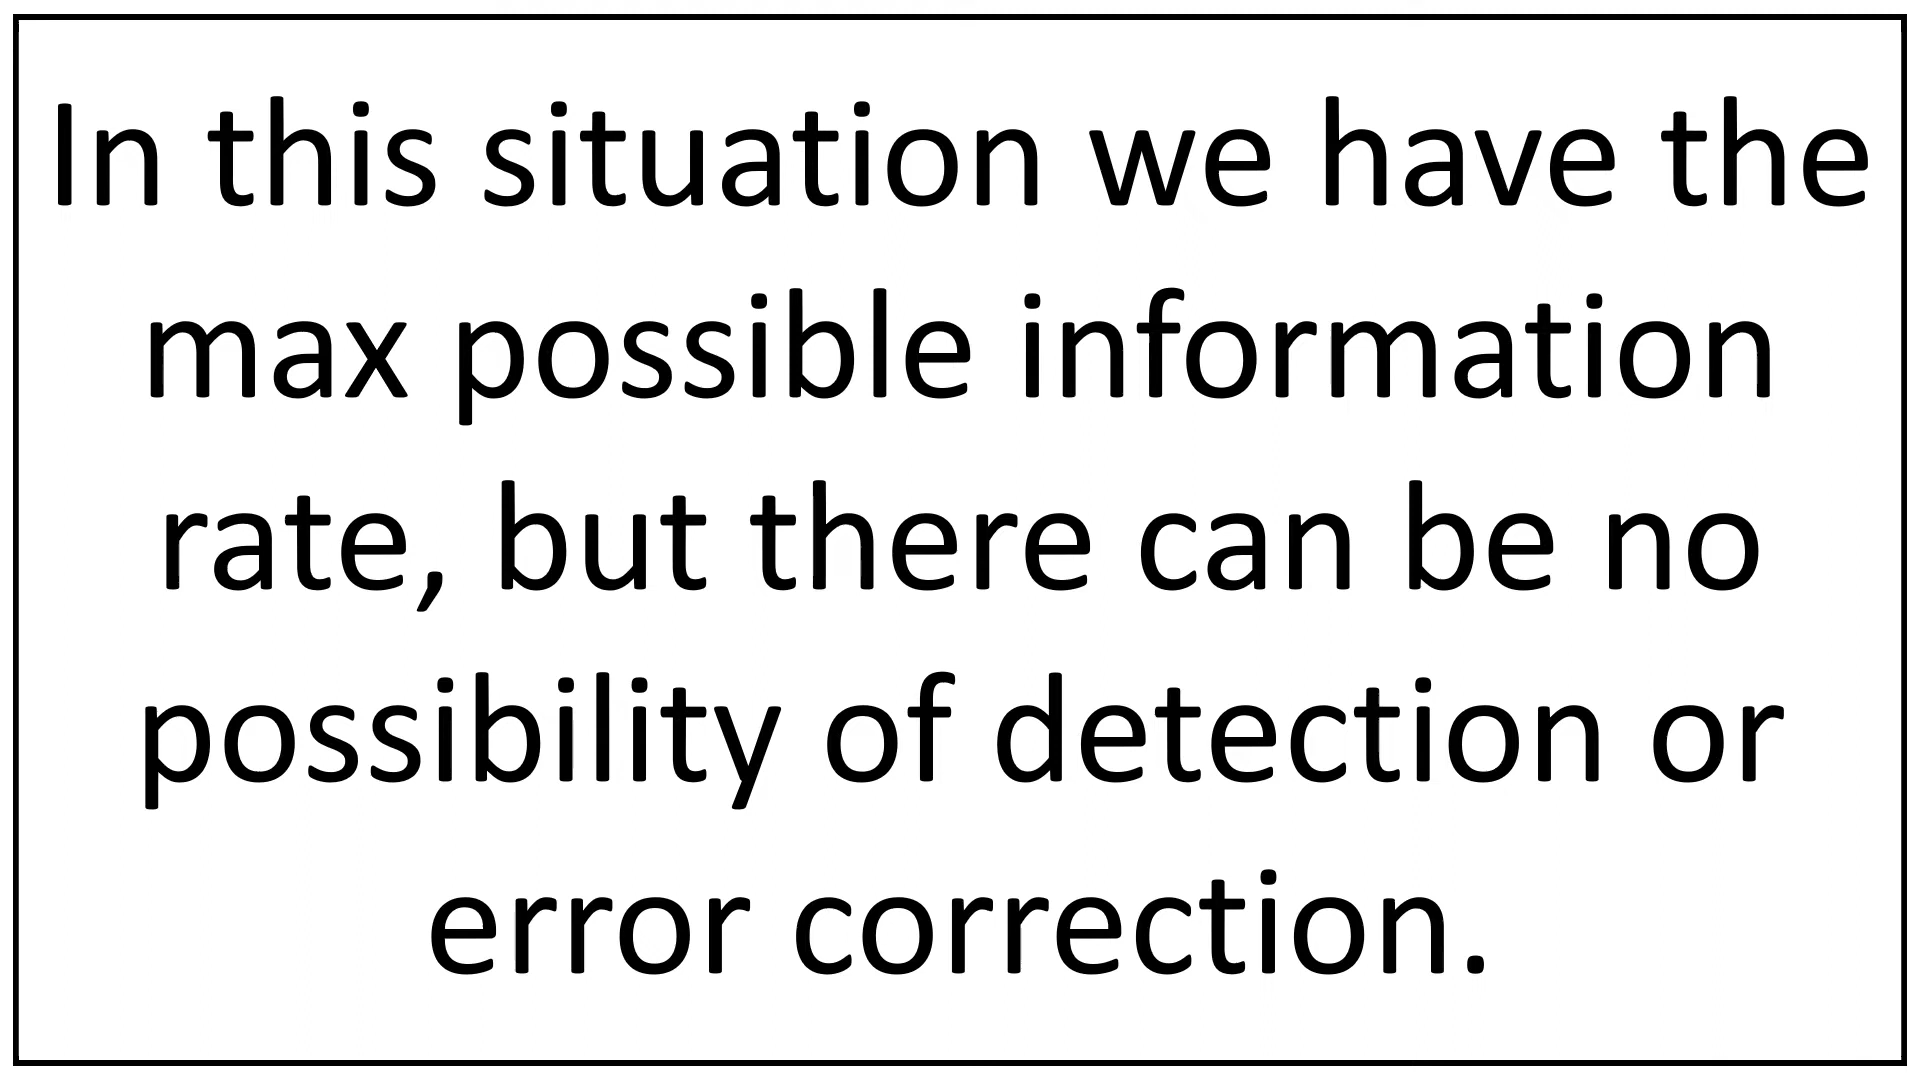 In this situation we have the
max possible information
rate, but there can be no
possibility of detection or
error correction.